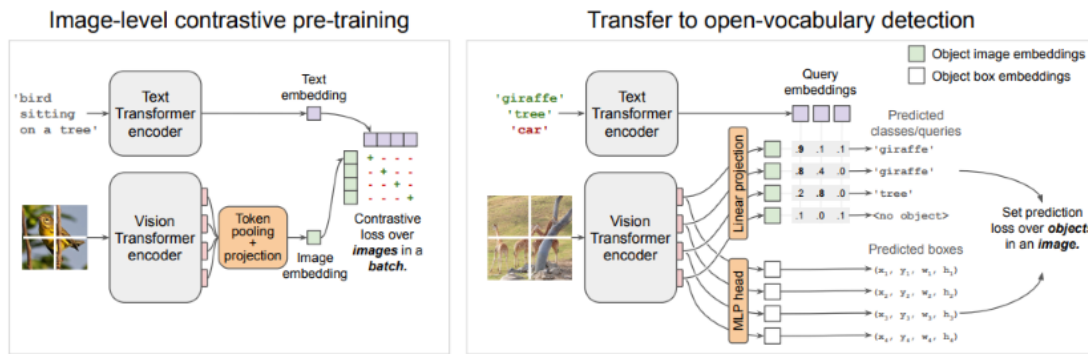 Image-level contrastive pre-training
'bird
sitting
on a tree'
Text
Transformer
encoder
Text
embedding
Vision
Transformer
encoder
Token
pooling
+
projection
Image
embedding
+ - - -
- + - -
- - + -
- - - +
Contrastive
loss over
images in a
batch.
Transfer to open-vocabulary detection
Object image embeddings
Object box embeddings
'giraffe'
'tree'
'car'
Text
Transformer
encoder
Query
embeddings
Predicted
classes/queries
Vision
Transformer
encoder
Linear projection
.9 .1 .1 'giraffe'
.8 .4 .0 'giraffe'
.2 .8 .0 'tree'
.1 .0 .1 <no object>
Set prediction
loss over objects
in an image.
Predicted boxes
MLP head
(x₁, y₁, w₁, h₁)
(x₂, y₂, w₂, h₂)
(x₃, y₃, w₃, h₃)
(x₄, y₄, w₄, h₄)